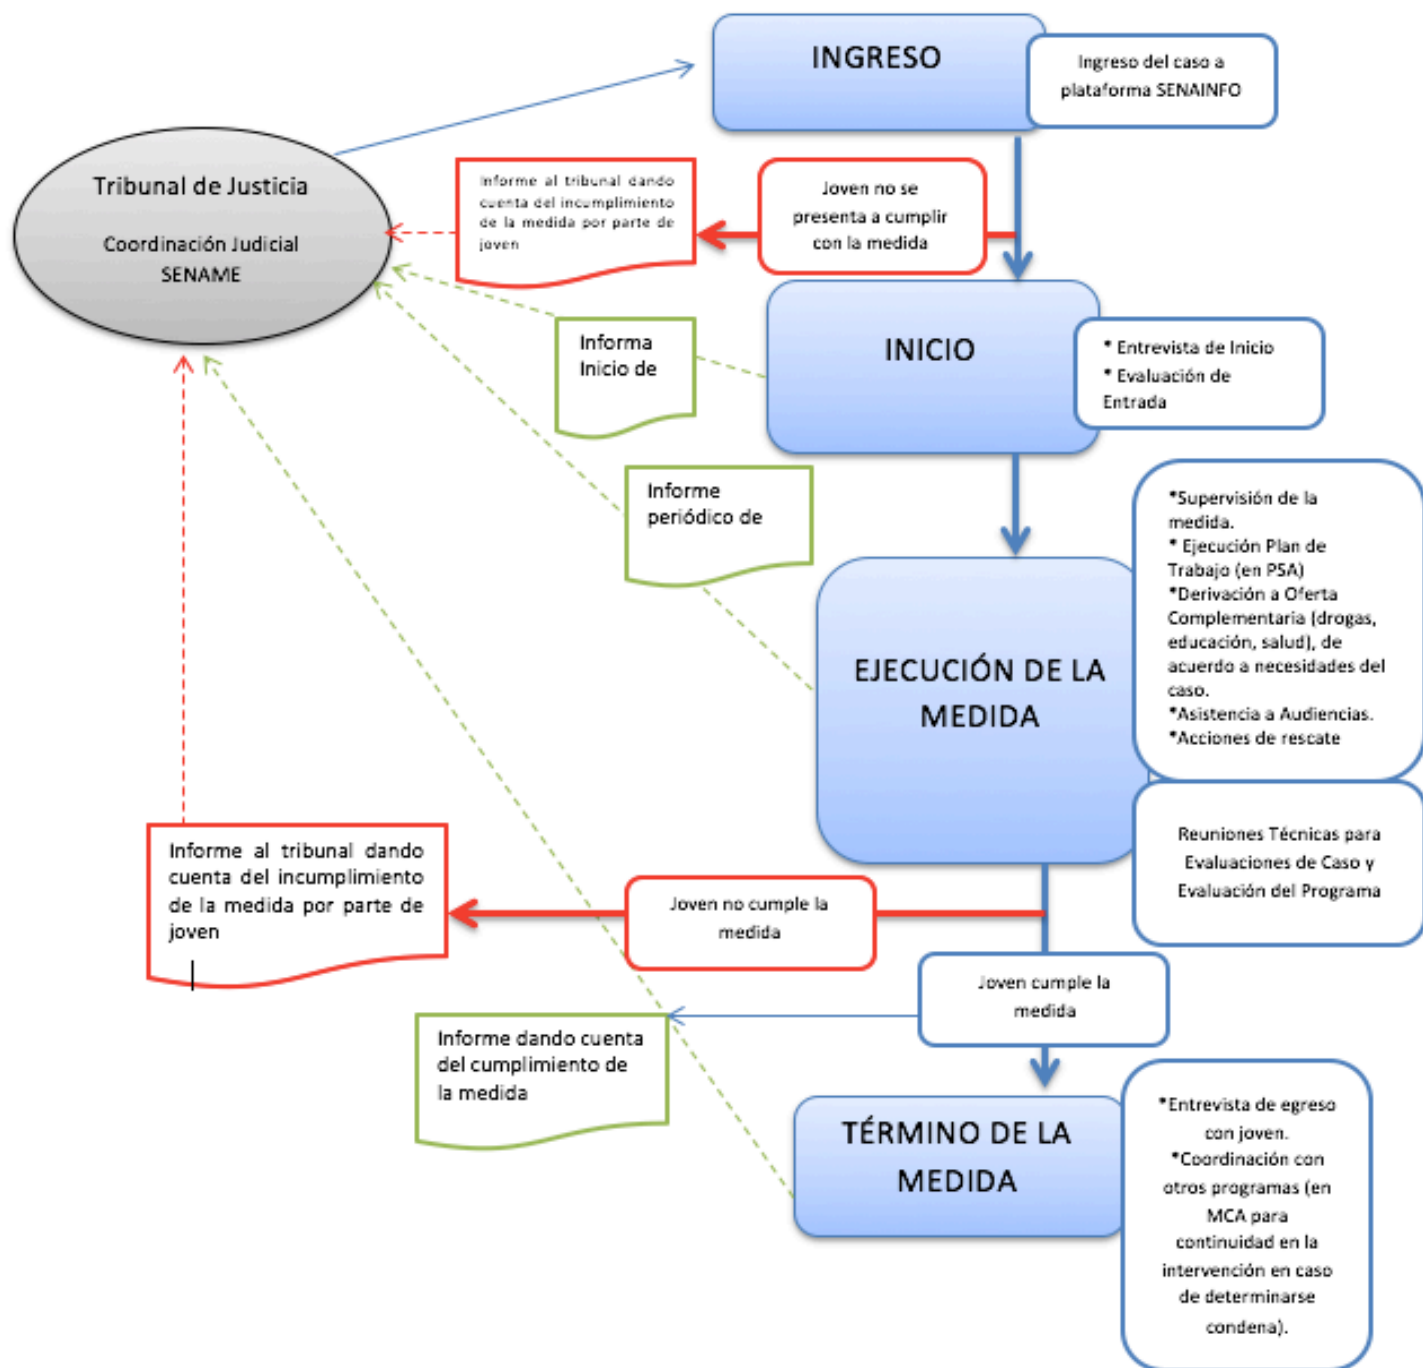 INGRESO
Ingreso del caso a
plataforma SENAINFO
Tribunal de Justicia
Coordinación Judicial
SENAME
Informe al tribunal dando
cuenta del incumplimiento
de la medida por parte de
joven
Joven no se
presenta a cumplir
con la medida
INICIO
* Entrevista de Inicio
* Evaluación de
Entrada
Informa
Inicio de
Informe
periódico de
EJECUCIÓN DE LA
MEDIDA
*Supervisión de la
medida.
* Ejecución Plan de
Trabajo (en PSA)
*Derivación a Oferta
Complementaria (drogas,
educación, salud), de
acuerdo a necesidades del
caso.
*Asistencia a Audiencias.
*Acciones de rescate
Reuniones Técnicas para
Evaluaciones de Caso y
Evaluación del Programa
Informe al tribunal dando
cuenta del incumplimiento
de la medida por parte de
joven
Joven no cumple la
medida
Joven cumple la
medida
Informe dando cuenta
del cumplimiento de
la medida
TÉRMINO DE LA
MEDIDA
*Entrevista de egreso
con joven.
*Coordinación con
otros programas (en
MCA para
continuidad en la
intervención en caso
de determinarse
condena).